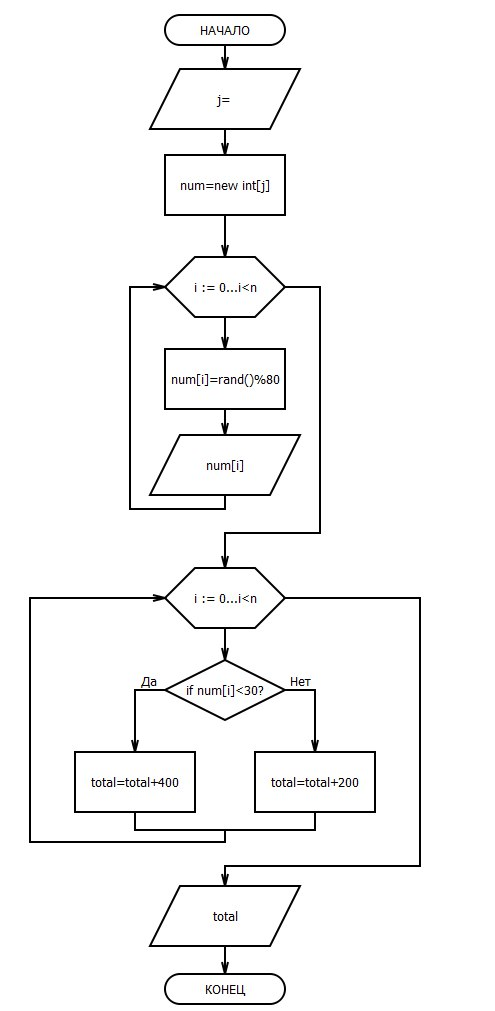 НАЧАЛО
j=
num=new int[j]
i := 0...i<n
num[i]=rand()%80
num[i]
i := 0...i<n
if num[i]<30?
Да
Нет
total=total+400
total=total+200
total
КОНЕЦ